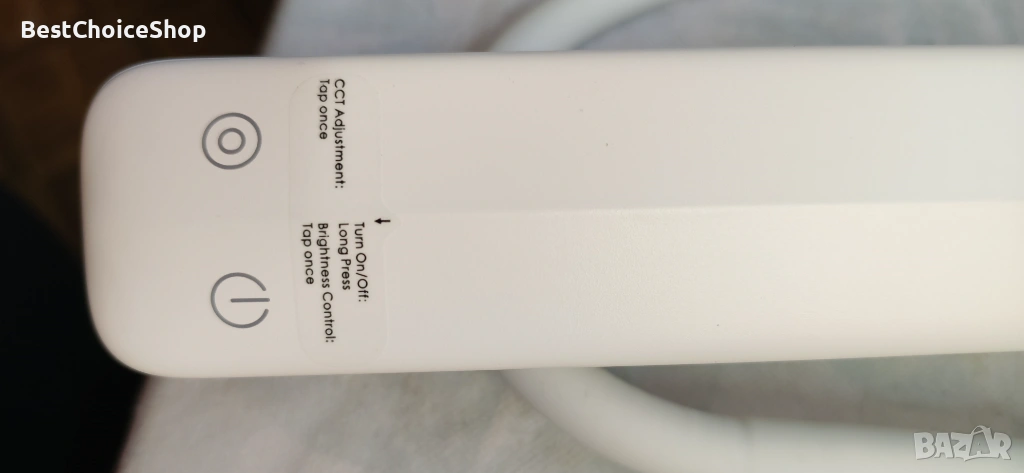 BestChoiceShop
CCT Adjustment:
Tap once
Turn On/Off:
Long Press
Brightness Control:
Tap once
BAZAR